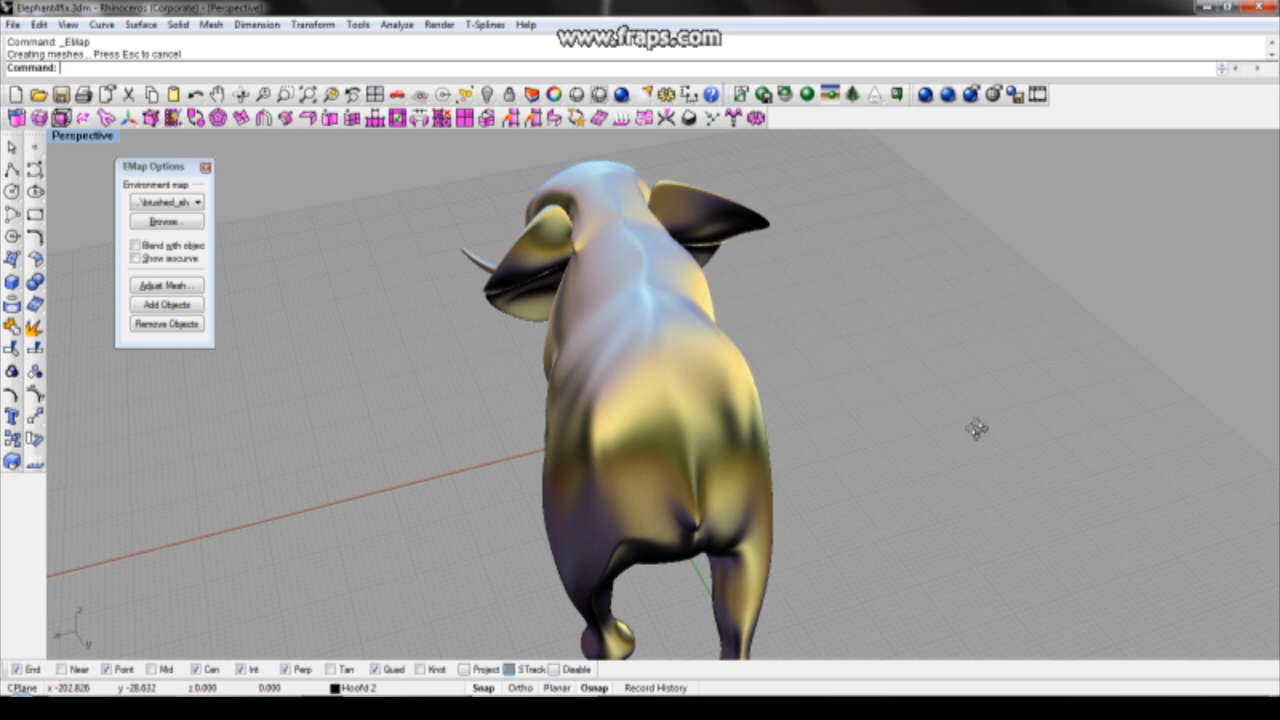 Elephant4fix.3dm - Rhinoceros (Corporate) - [Perspective]
File Edit View Curve Surface Solid Mesh Dimension Transform Tools Analyze Render T-Splines Help
www.fraps.com
Command: _EMap
Creating meshes... Press Esc to cancel
Command:
Perspective
EMap Options
Environment map
Browse...
Blend with objec
Show isocurve
Adjust Mesh...
Add Objects
Remove Objects
z
x y
End Near Point Mid Cen Int Perp Tan Quad Knot Project STrack Disable
CPlane x -202.826 y -28.632 z 0.000 0.000 Hoofd 2 Snap Ortho Planar Osnap Record History